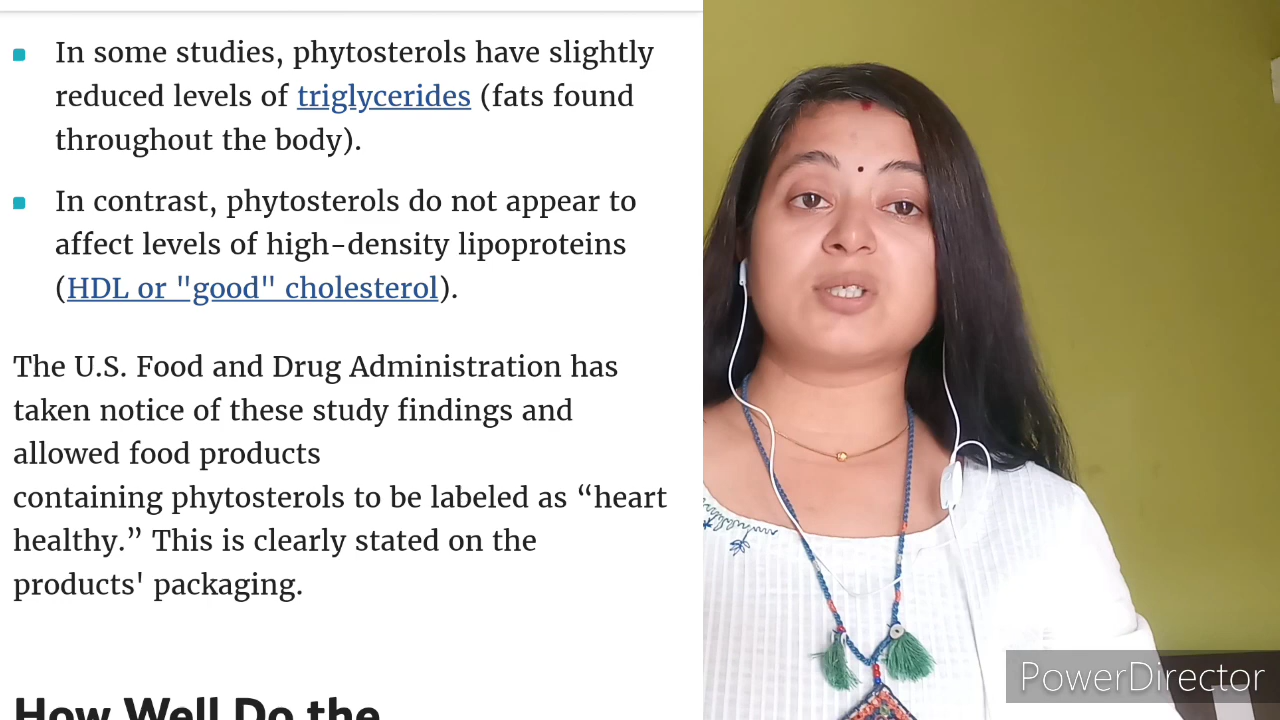 In some studies, phytosterols have slightly
reduced levels of triglycerides (fats found
throughout the body).
In contrast, phytosterols do not appear to
affect levels of high-density lipoproteins
(HDL or "good" cholesterol).
The U.S. Food and Drug Administration has
taken notice of these study findings and
allowed food products
containing phytosterols to be labeled as “heart
healthy.” This is clearly stated on the
products' packaging.
How Well Do the
PowerDirector